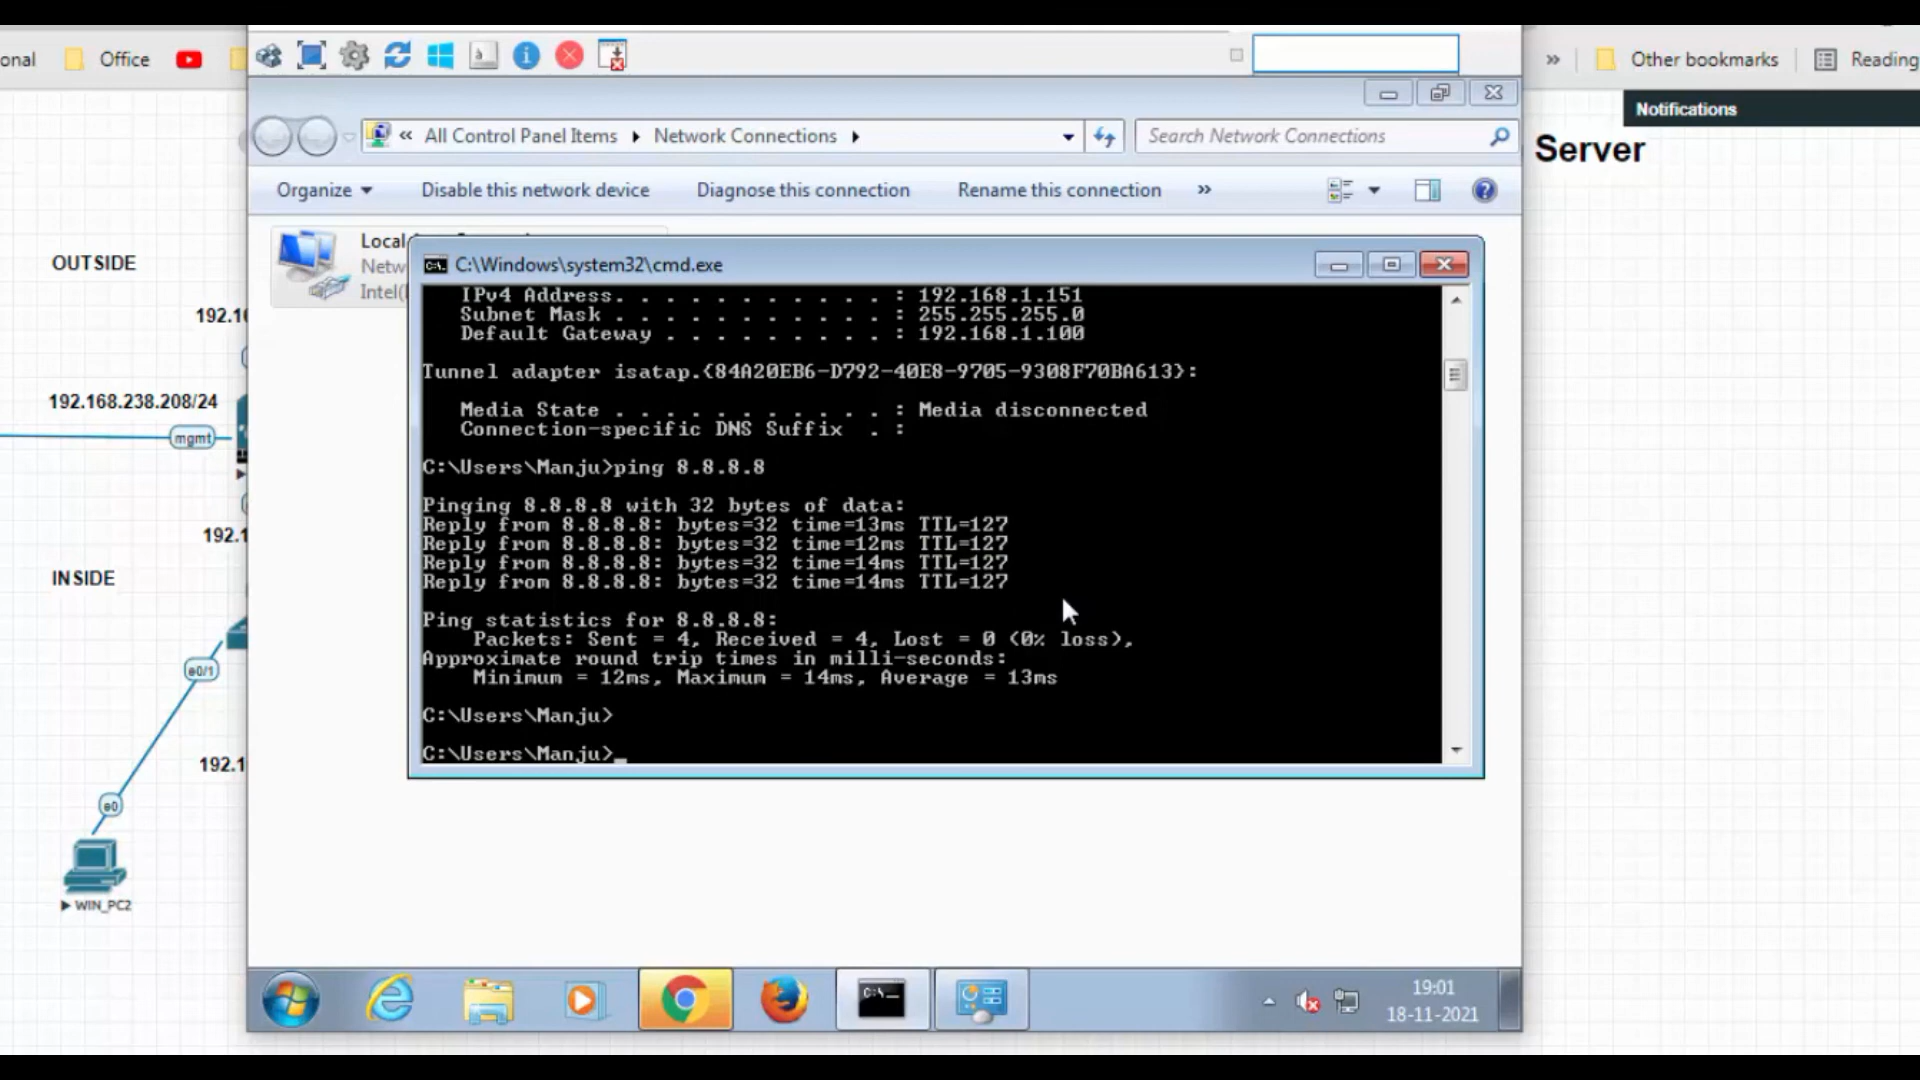 onal
Office
Other bookmarks
Reading
Notifications
All Control Panel Items
Network Connections
Search Network Connections
Server
Organize
Disable this network device
Diagnose this connection
Rename this connection
»
Local
Netw
Intel(
OUTSIDE
192.16
192.168.238.208/24
mgmt
192.1
INSIDE
e0/1
192.1
e0
WIN_PC2
C:\Windows\system32\cmd.exe
IPv4 Address. . . . . . . . . . . : 192.168.1.151
Subnet Mask . . . . . . . . . . . : 255.255.255.0
Default Gateway . . . . . . . . . : 192.168.1.100
Tunnel adapter isatap.{84A20EB6-D792-40E8-9705-9308F70BA613}:
Media State . . . . . . . . . . . : Media disconnected
Connection-specific DNS Suffix  . :
C:\Users\Manju>ping 8.8.8.8
Pinging 8.8.8.8 with 32 bytes of data:
Reply from 8.8.8.8: bytes=32 time=13ms TTL=127
Reply from 8.8.8.8: bytes=32 time=12ms TTL=127
Reply from 8.8.8.8: bytes=32 time=14ms TTL=127
Reply from 8.8.8.8: bytes=32 time=14ms TTL=127
Ping statistics for 8.8.8.8:
Packets: Sent = 4, Received = 4, Lost = 0 (0% loss),
Approximate round trip times in milli-seconds:
Minimum = 12ms, Maximum = 14ms, Average = 13ms
C:\Users\Manju>
C:\Users\Manju>_
19:01
18-11-2021